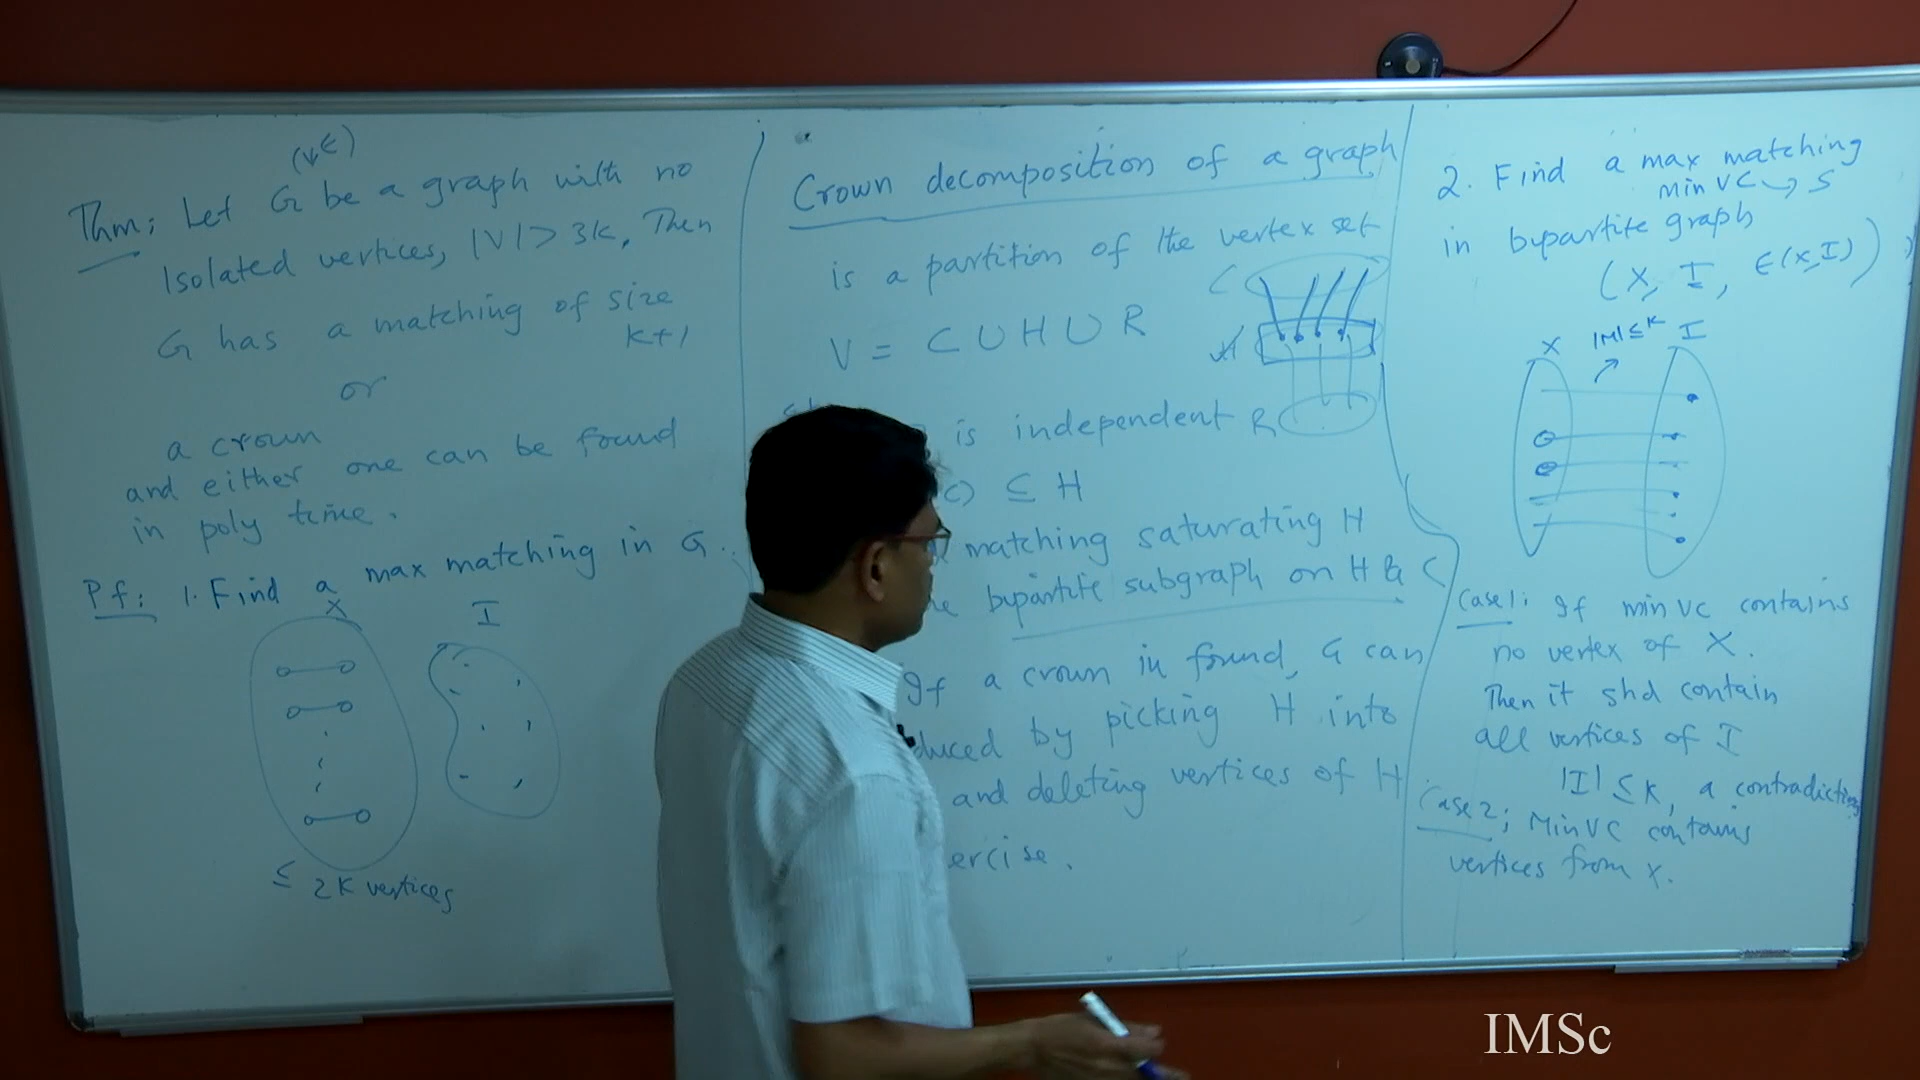 (V,E)
Thm: Let G be a graph with no
Isolated vertices, |V| > 3k, Then
G has a matching of size
k+1
or
a crown
and either one can be found
in poly time.
Pf: 1. Find a max matching in G.
X I
≤ 2k vertices
Crown decomposition of a graph
is a partition of the vertex set
V = C ∪ H ∪ R
C
H
R
is independent
C) ⊆ H
matching saturating H
bipartite subgraph on H & C
If a crown in found, G can
duced by picking H into
and deleting vertices of H
ercise.
2. Find a max matching
min VC → S
in bipartite graph
(X, I, E(X,I))
X |M| ≤ k I
Case 1: If min VC contains
no vertex of X.
Then it shd contain
all vertices of I
|I| ≤ k, a contradiction
Case 2; Min VC contains
vertices from X.
IMSc